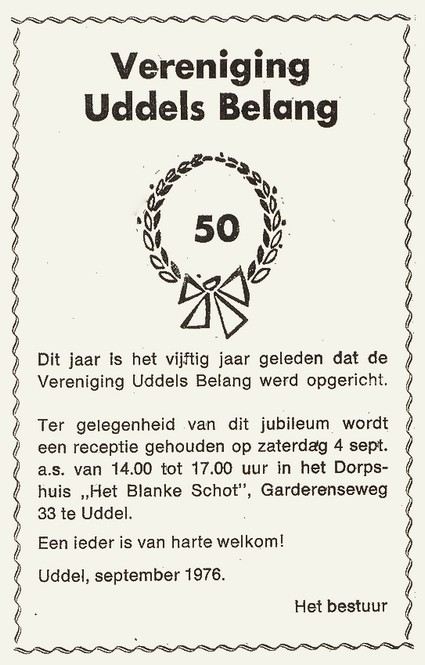 Vereniging
Uddels Belang
50
Dit jaar is het vijftig jaar geleden dat de
Vereniging Uddels Belang werd opgericht.
Ter gelegenheid van dit jubileum wordt
een receptie gehouden op zaterdag 4 sept.
a.s. van 14.00 tot 17.00 uur in het Dorps-
huis „Het Blanke Schot”, Garderenseweg
33 te Uddel.
Een ieder is van harte welkom!
Uddel, september 1976.
Het bestuur